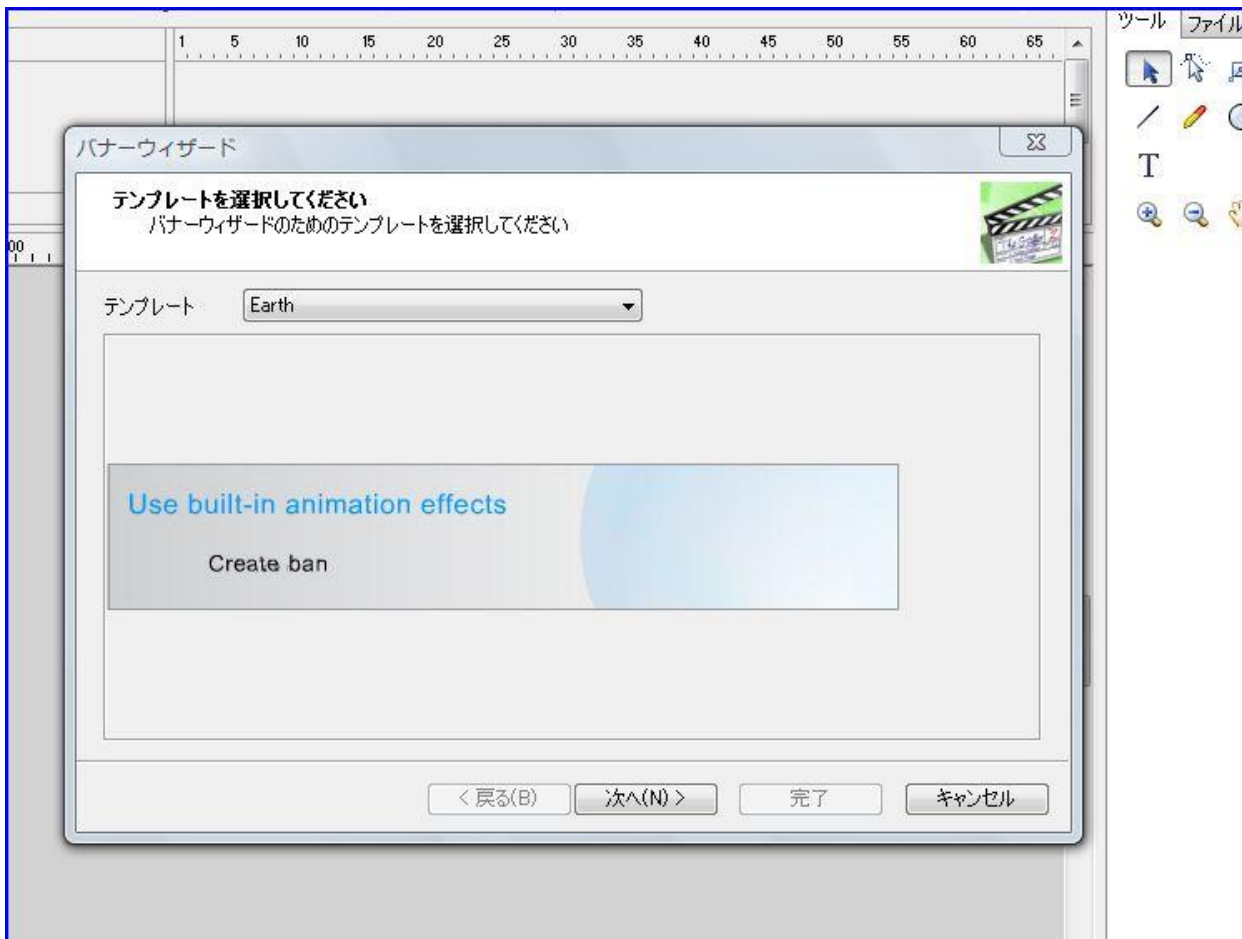 ツール ファイル
1 5 10 15 20 25 30 35 40 45 50 55 60 65
バナーウィザード
テンプレートを選択してください
バナーウィザードのためのテンプレートを選択してください
T
00
テンプレート Earth
Use built-in animation effects
Create ban
< 戻る(B) 次へ(N) > 完了 キャンセル